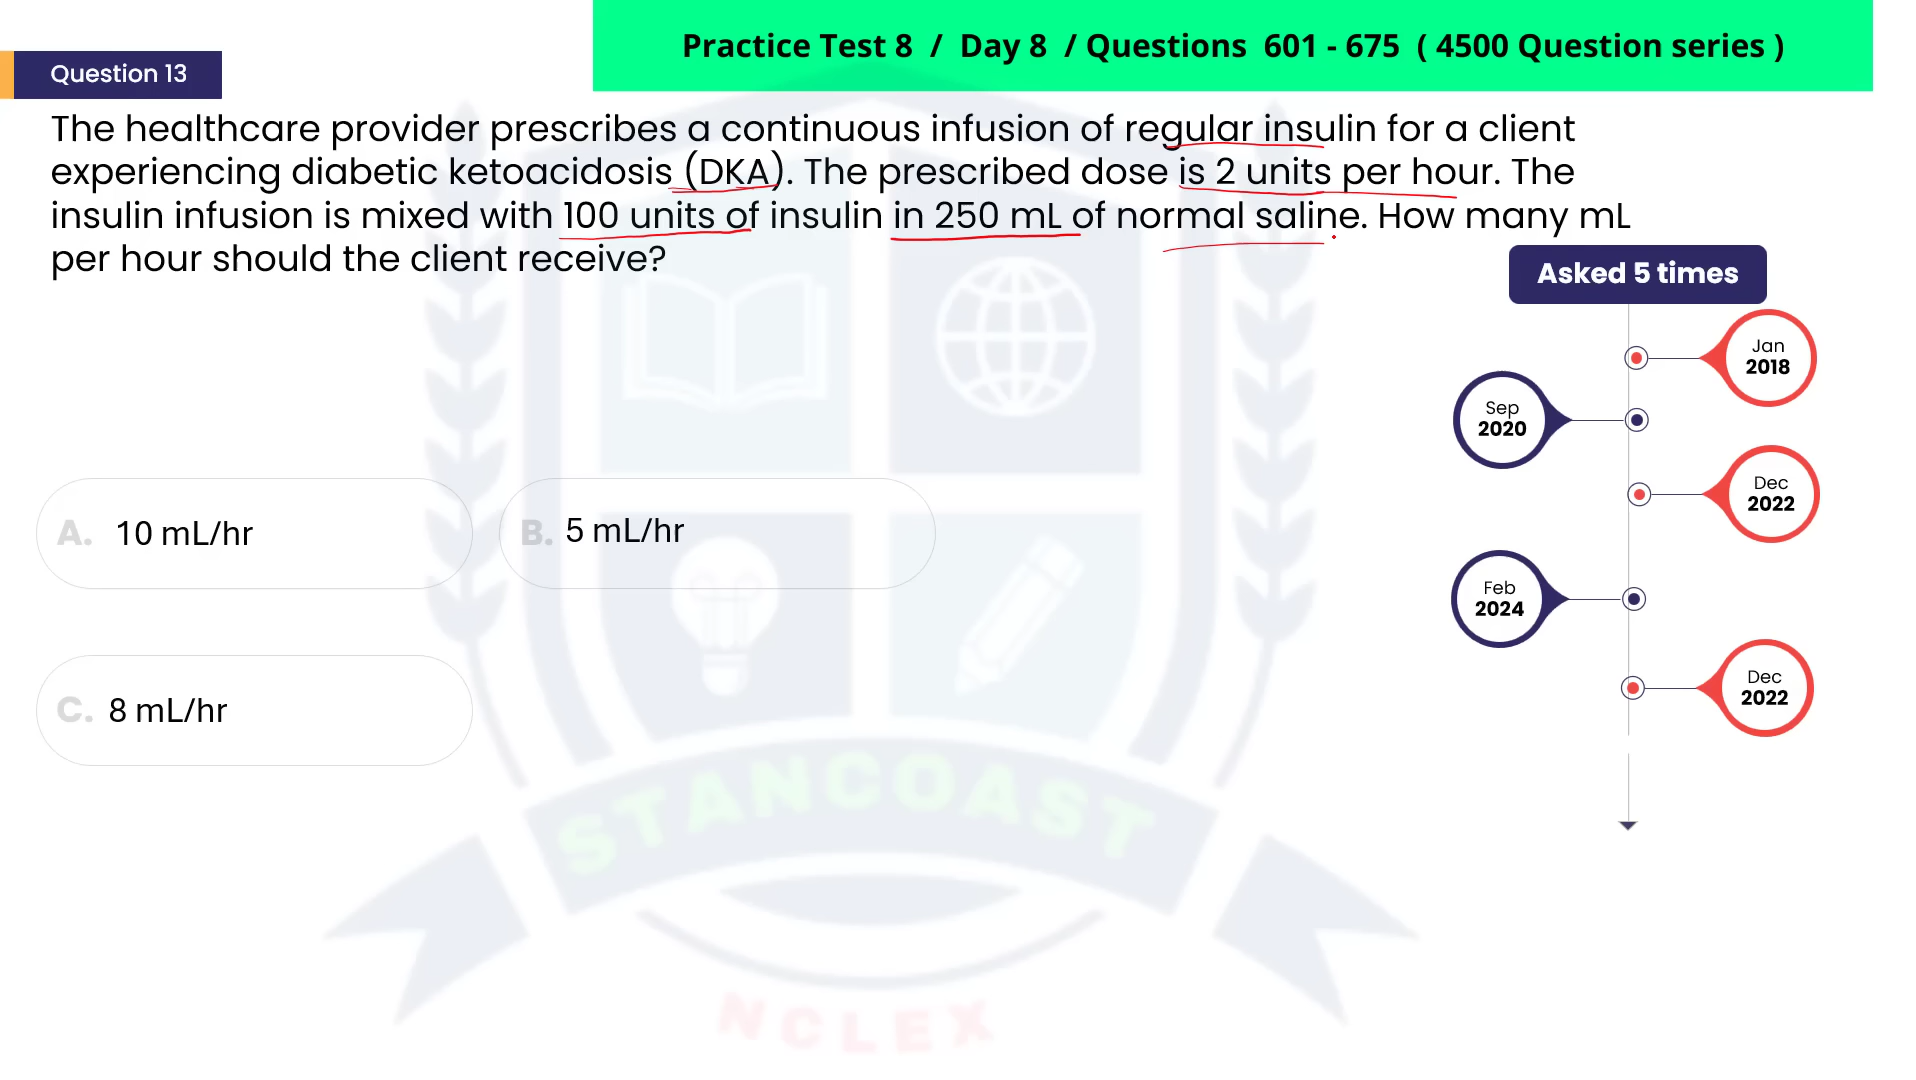 Practice Test 8 / Day 8 / Questions 601 - 675 ( 4500 Question series )
Question 13
The healthcare provider prescribes a continuous infusion of regular insulin for a client
experiencing diabetic ketoacidosis (DKA). The prescribed dose is 2 units per hour. The
insulin infusion is mixed with 100 units of insulin in 250 mL of normal saline. How many mL
per hour should the client receive?
Asked 5 times
Jan
2018
Sep
2020
Dec
2022
Feb
2024
Dec
2022
A. 10 mL/hr
B. 5 mL/hr
C. 8 mL/hr
STANCOAST
NCLEX